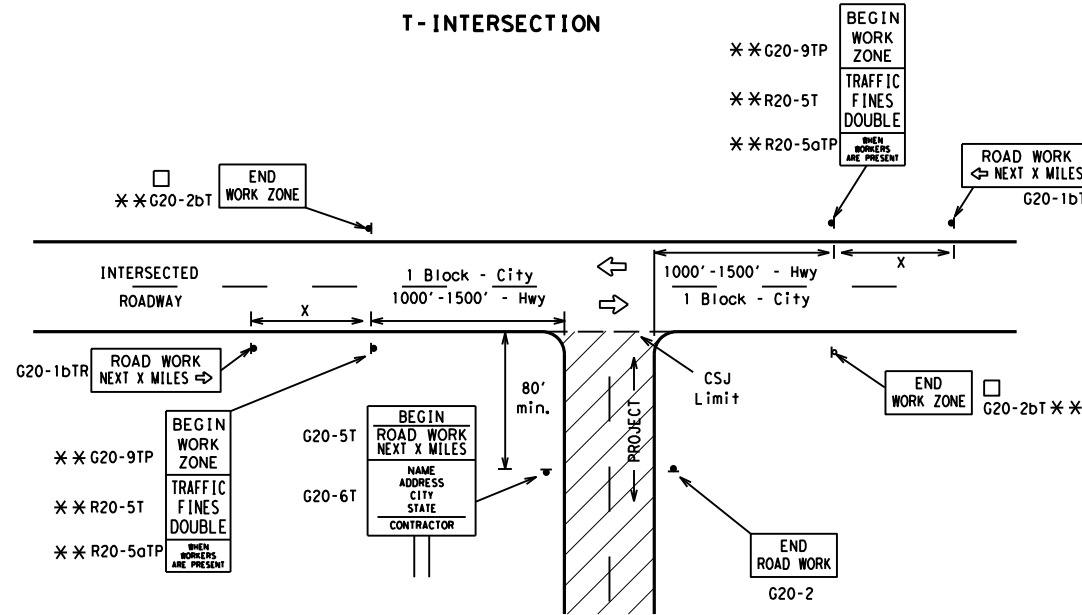 T-INTERSECTION
BEGIN
WORK
ZONE
TRAFFIC
FINES
DOUBLE
WHEN
WORKERS
ARE PRESENT
**G20-9TP
**R20-5T
**R20-5aTP
ROAD WORK
⇦ NEXT X MILES
G20-1bT
□
**G20-2bT
END
WORK ZONE
INTERSECTED
ROADWAY
1 Block - City
1000'-1500' - Hwy
X
⇦
⇨
1000'-1500' - Hwy
1 Block - City
X
G20-1bTR
ROAD WORK
NEXT X MILES ⇨
80'
min.
CSJ
Limit
PROJECT
END
WORK ZONE
□
G20-2bT**
**G20-9TP
**R20-5T
**R20-5aTP
BEGIN
WORK
ZONE
TRAFFIC
FINES
DOUBLE
WHEN
WORKERS
ARE PRESENT
G20-5T
G20-6T
BEGIN
ROAD WORK
NEXT X MILES
NAME
ADDRESS
CITY
STATE
CONTRACTOR
END
ROAD WORK
G20-2